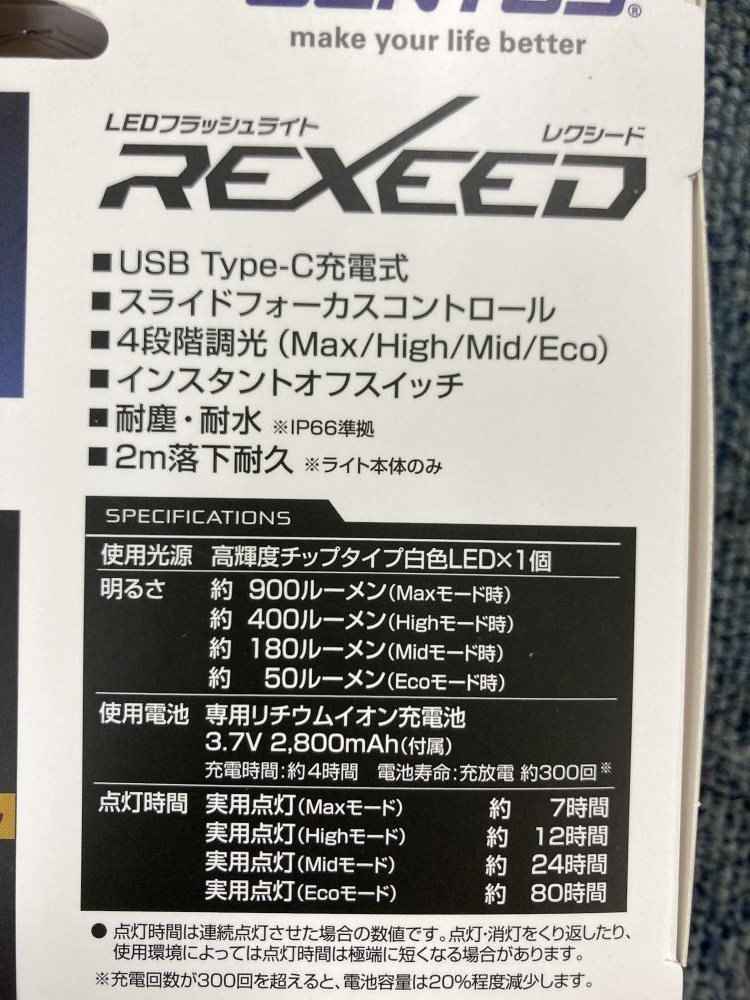 make your life better
LEDフラッシュライト レクシード
REXEED
■USB Type-C充電式
■スライドフォーカスコントロール
■4段階調光(Max/High/Mid/Eco)
■インスタントオフスイッチ
■耐塵・耐水 ※IP66準拠
■2m落下耐久 ※ライト本体のみ
SPECIFICATIONS
使用光源 高輝度チップタイプ白色LED×1個
明るさ 約 900ルーメン(Maxモード時)
約 400ルーメン(Highモード時)
約 180ルーメン(Midモード時)
約 50ルーメン(Ecoモード時)
使用電池 専用リチウムイオン充電池
3.7V 2,800mAh(付属)
充電時間:約4時間 電池寿命:充放電 約300回※
点灯時間 実用点灯(Maxモード) 約 7時間
実用点灯(Highモード) 約 12時間
実用点灯(Midモード) 約 24時間
実用点灯(Ecoモード) 約 80時間
●点灯時間は連続点灯させた場合の数値です。点灯・消灯をくり返したり、
使用環境によっては点灯時間は極端に短くなる場合があります。
※充電回数が300回を超えると、電池容量は20%程度減少します。